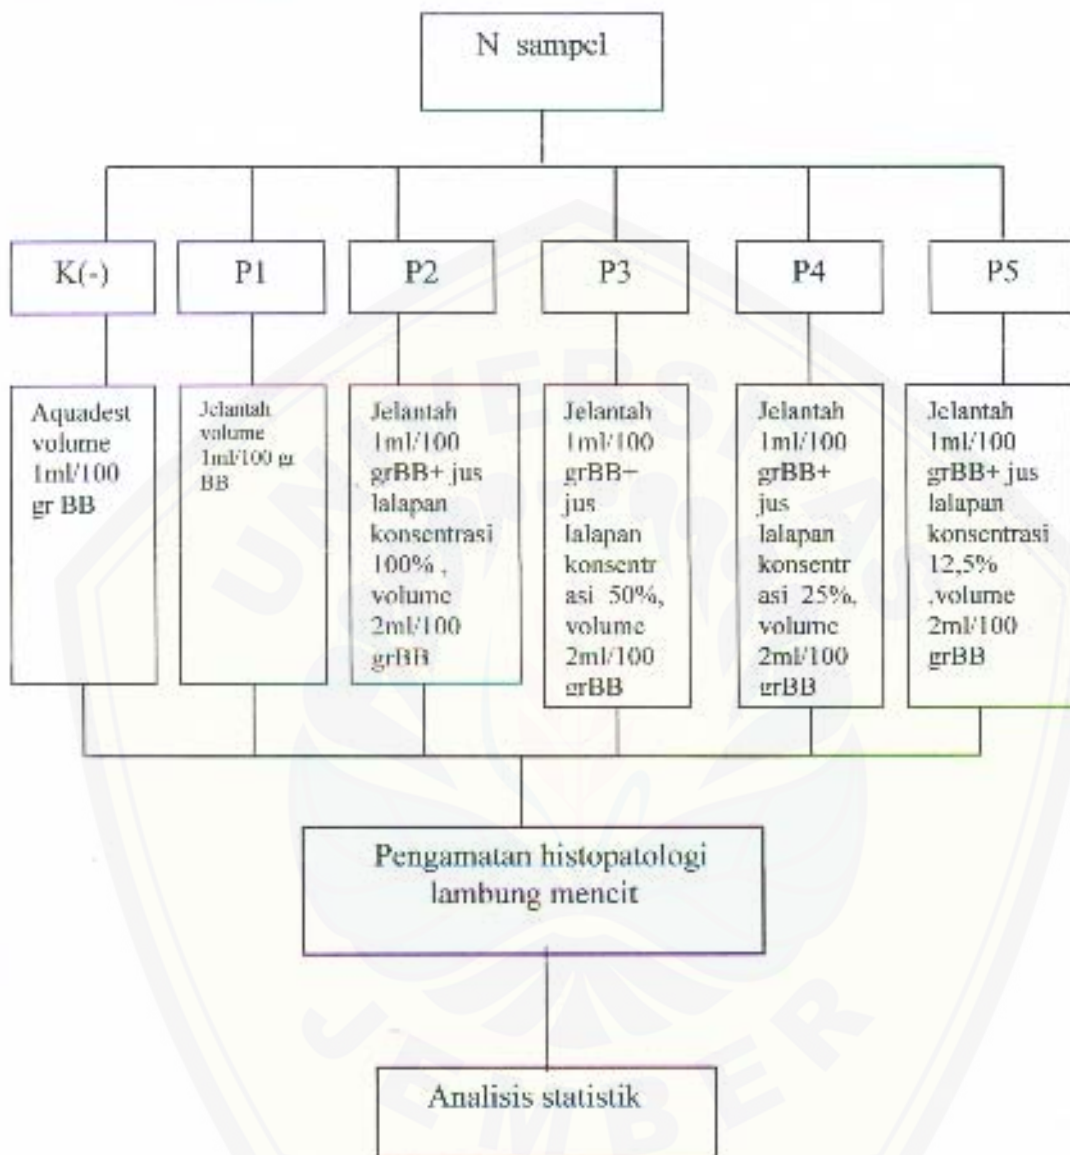 N sampel
K(-)
P1
P2
P3
P4
P5
Aquadest
volume
1ml/100
gr BB
Jelantah
volume
1ml/100 gr
BB
Jelantah
1ml/100
grBB+ jus
lalapan
konsentrasi
100% ,
volume
2ml/100
grBB
Jelantah
1ml/100
grBB+
jus
lalapan
konsentr
asi 50%,
volume
2ml/100
grBB
Jelantah
1ml/100
grBB+
jus
lalapan
konsentr
asi 25%,
volume
2ml/100
grBB
Jelantah
1ml/100
grBB+ jus
lalapan
konsentrasi
12,5%
,volume
2ml/100
grBB
Pengamatan histopatologi
lambung mencit
Analisis statistik
UNIVERSITAS
JEMBER